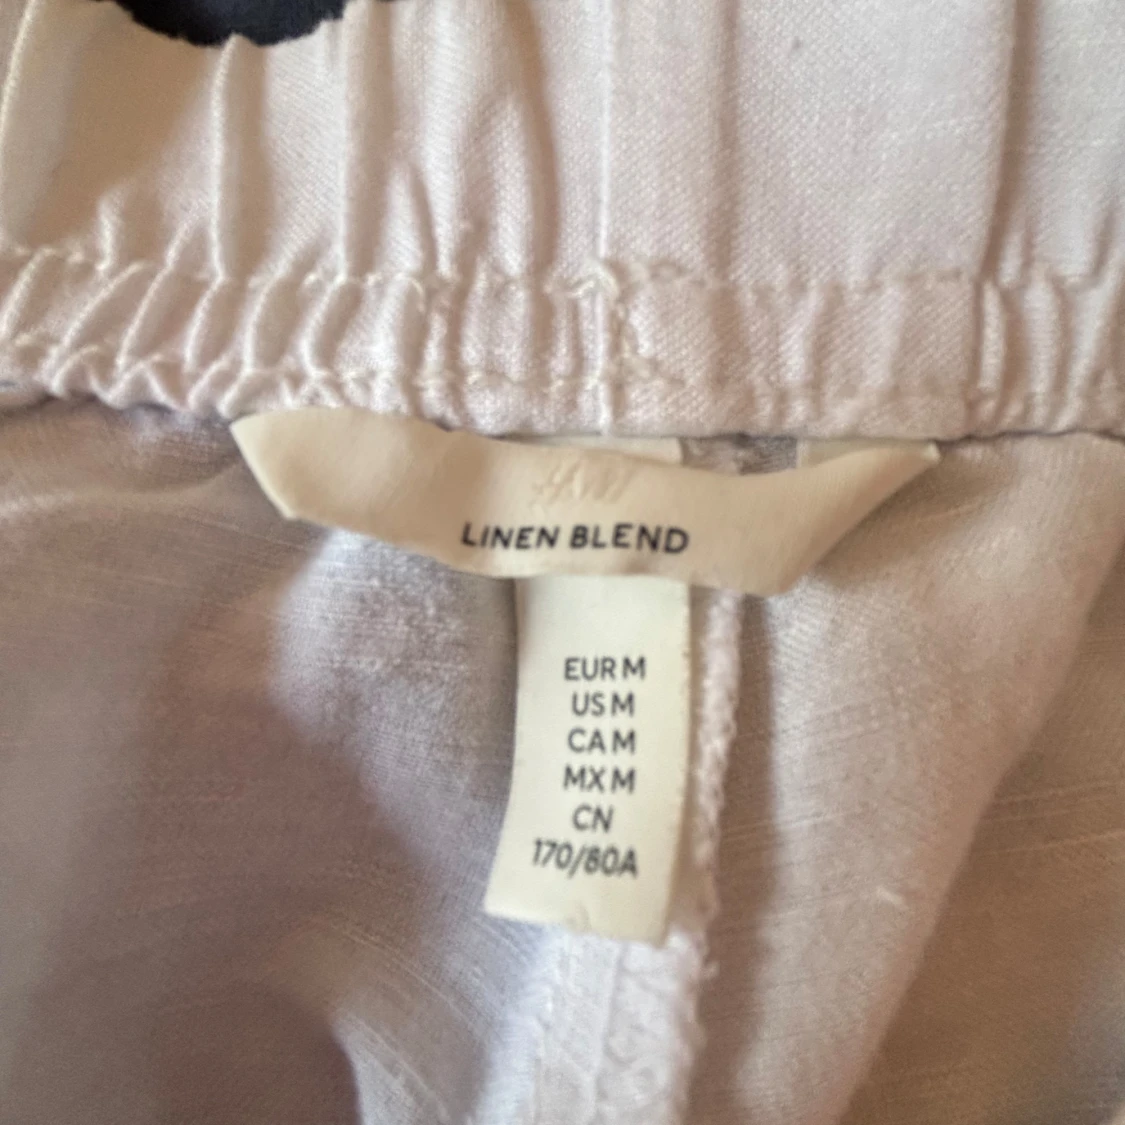 H&M
LINEN BLEND
EUR M
US M
CA M
MX M
CN
170/80A